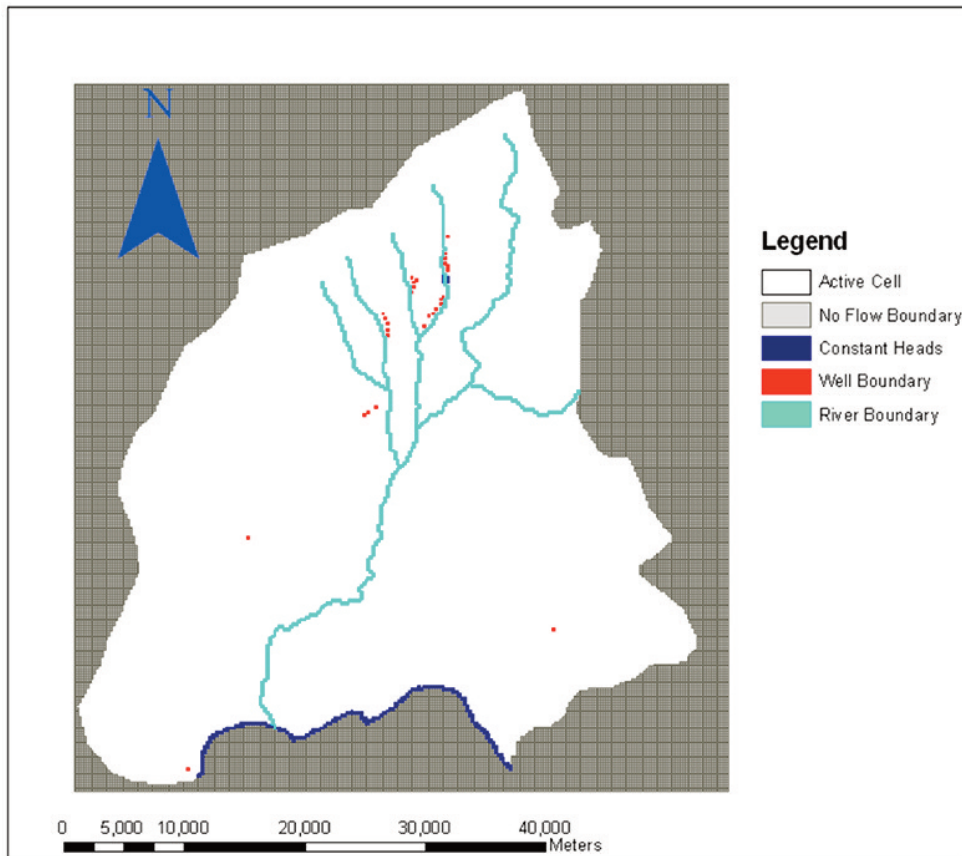 N
Legend
Active Cell
No Flow Boundary
Constant Heads
Well Boundary
River Boundary
0 5,000 10,000 20,000 30,000 40,000
Meters